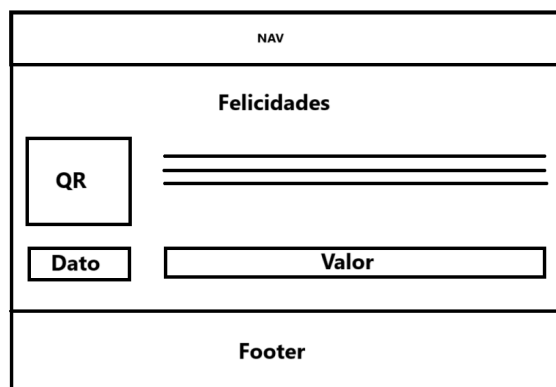 NAV
Felicidades
QR
Dato
Valor
Footer